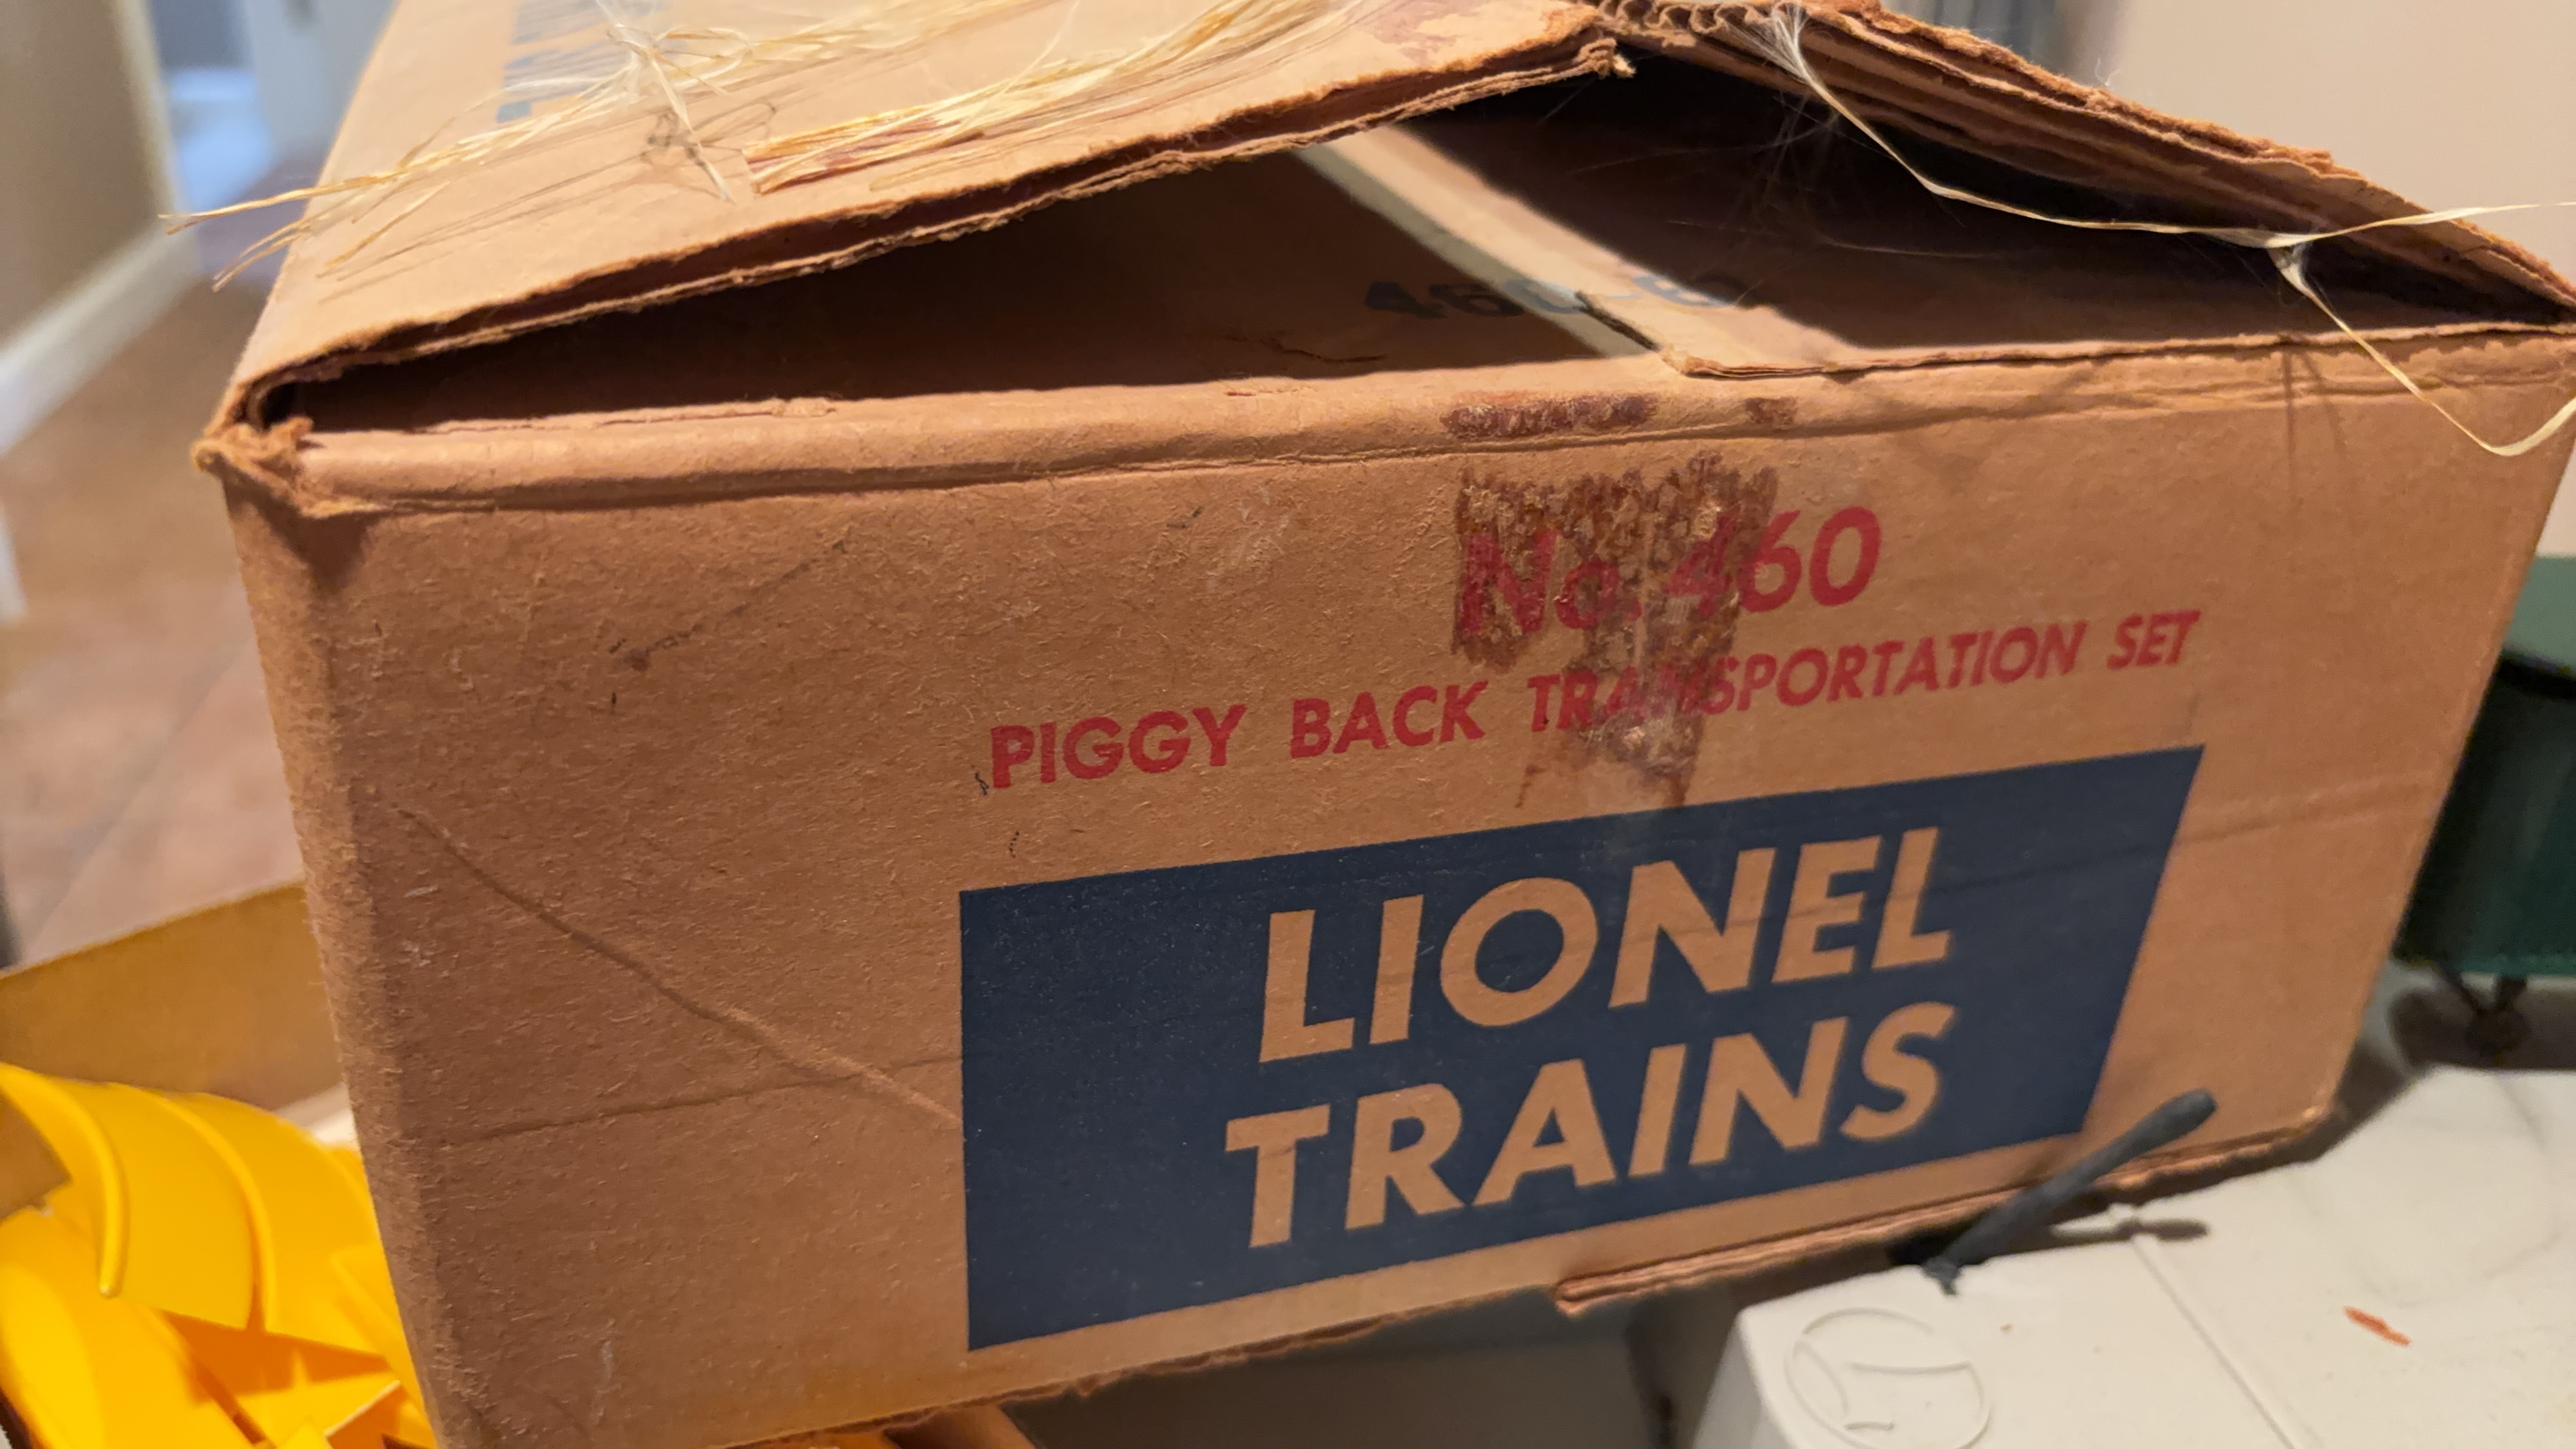 No. 460
PIGGY BACK TRANSPORTATION SET
LIONEL
TRAINS